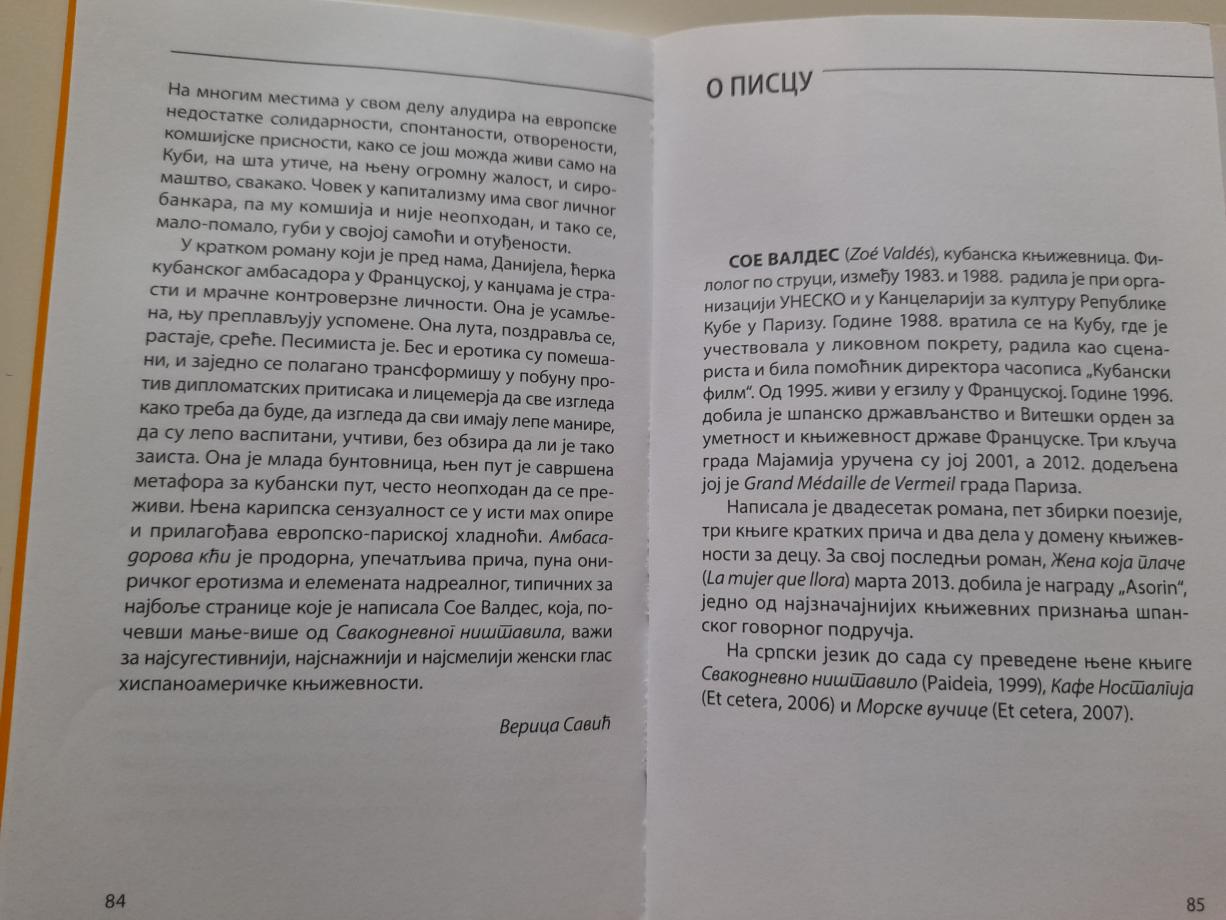 На многим местима у свом делу алудира на европске
недостатке солидарности, спонтаности, отворености,
комшијске присности, како се још можда живи само на
Куби, на шта утиче, на њену огромну жалост, и сиро-
маштво, свакако. Човек у капитализму има свог личног
банкара, па му комшија и није неопходан, и тако се,
мало-помало, губи у својој самоћи и отуђености.
У кратком роману који је пред нама, Данијела, ћерка
кубанског амбасадора у Француској, у канџама је стра-
сти и мрачне контроверзне личности. Она је усамље-
на, њу преплављују успомене. Она лута, поздравља се,
растаје, среће. Песимиста је. Бес и еротика су помеша-
ни, и заједно се полагано трансформишу у побуну про-
тив дипломатских притисака и лицемерја да све изгледа
како треба да буде, да изгледа да сви имају лепе манире,
да су лепо васпитани, учтиви, без обзира да ли је тако
заиста. Она је млада бунтовница, њен пут је савршена
метафора за кубански пут, често неопходан да се пре-
живи. Њена карипска сензуалност се у исти мах опире
и прилагођава европско-париској хладноћи. Амбаса-
дорова кћи је продорна, упечатљива прича, пуна они-
ричког еротизма и елемената надреалног, типичних за
најбоље странице које је написала Сое Валдес, која, по-
чевши мање-више од Свакодневног ништавила, важи
за најсугестивнији, најснажнији и најсмелији женски глас
хиспаноамеричке књижевности.
Верица Савић
84
О ПИСЦУ
СОЕ ВАЛДЕС (Zoé Valdés), кубанска књижевница. Фи-
лолог по струци, између 1983. и 1988. радила је при орга-
низацији УНЕСКО и у Канцеларији за културу Републике
Кубе у Паризу. Године 1988. вратила се на Кубу, где је
учествовала у ликовном покрету, радила као сцена-
риста и била помоћник директора часописа „Кубански
филм“. Од 1995. живи у егзилу у Француској. Године 1996.
добила је шпанско држављанство и Витешки орден за
уметност и књижевност државе Француске. Три кључа
града Мајамија уручена су јој 2001, а 2012. додељена
јој је Grand Médaille de Vermeil града Париза.
Написала је двадесетак романа, пет збирки поезије,
три књиге кратких прича и два дела у домену књижев-
ности за децу. За свој последњи роман, Жена која плаче
(La mujer que llora) марта 2013. добила је награду „Asorin“,
једно од најзначајнијих књижевних признања шпан-
ског говорног подручја.
На српски језик до сада су преведене њене књиге
Свакодневно ништавило (Paideia, 1999), Кафе Носталгија
(Et cetera, 2006) и Морске вучице (Et cetera, 2007).
85